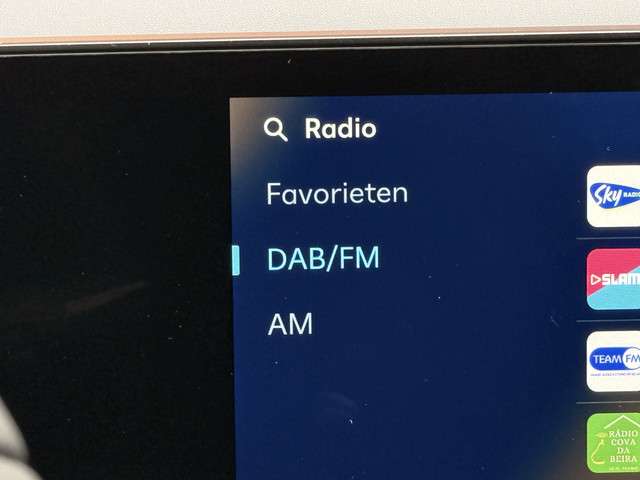 Radio
Favorieten
DAB/FM
AM
Sky RADIO
SLAM
TEAM FM
RÁDIO
COVA
DA
BEIRA